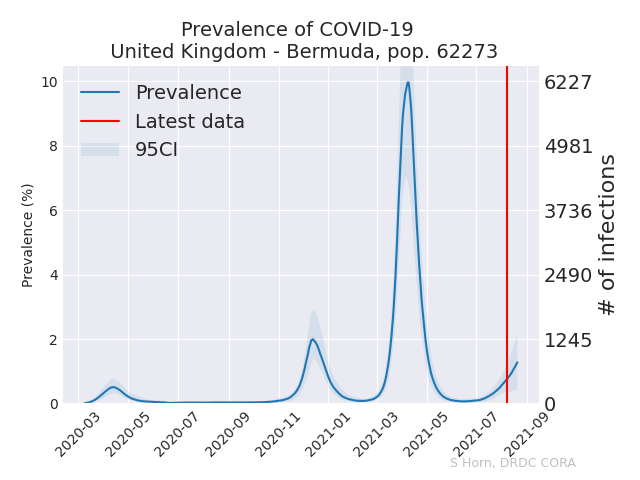 Prevalence of COVID-19
United Kingdom - Bermuda, pop. 62273
Prevalence
Latest data
95CI
Prevalence (%)
10
8
6
4
2
0
6227
4981
3736
2490
1245
0
# of infections
2020-03
2020-05
2020-07
2020-09
2020-11
2021-01
2021-03
2021-05
2021-07
2021-09
S Horn, DRDC CORA